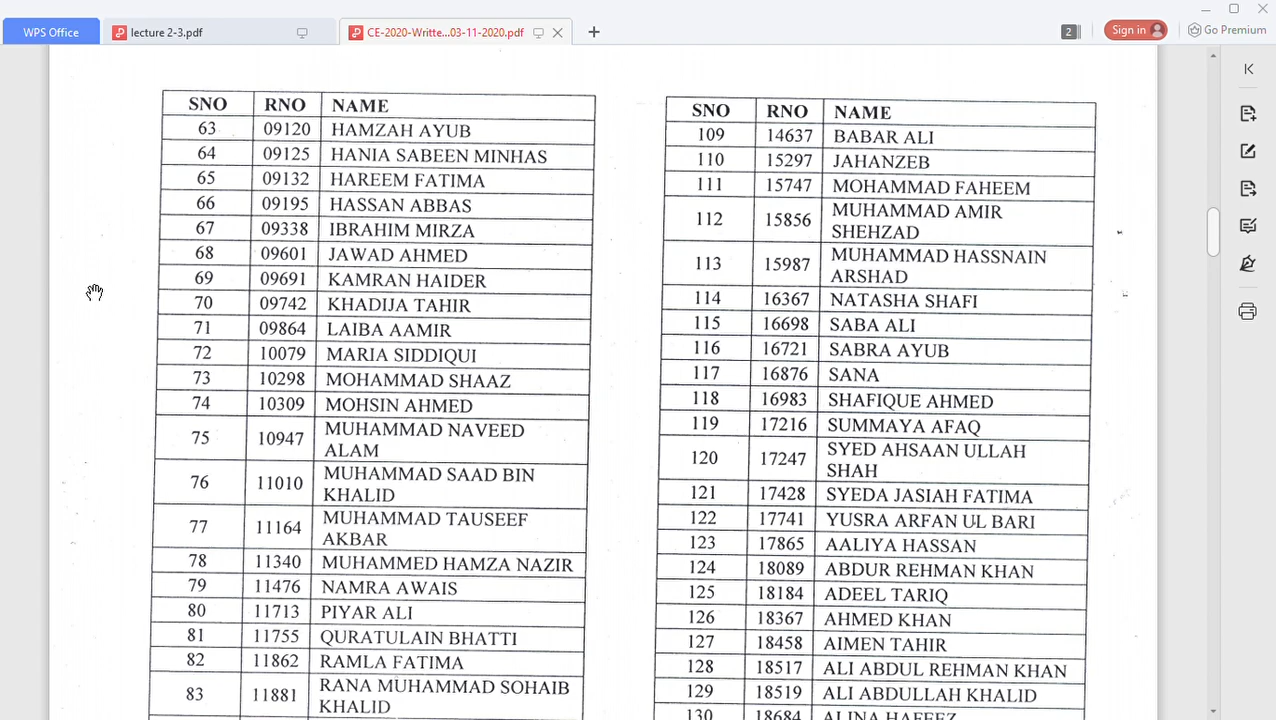 WPS Office
lecture 2-3.pdf
CE-2020-Writte...03-11-2020.pdf
2
Sign in
Go Premium
SNO RNO NAME
63 09120 HAMZAH AYUB
64 09125 HANIA SABEEN MINHAS
65 09132 HAREEM FATIMA
66 09195 HASSAN ABBAS
67 09338 IBRAHIM MIRZA
68 09601 JAWAD AHMED
69 09691 KAMRAN HAIDER
70 09742 KHADIJA TAHIR
71 09864 LAIBA AAMIR
72 10079 MARIA SIDDIQUI
73 10298 MOHAMMAD SHAAZ
74 10309 MOHSIN AHMED
75 10947 MUHAMMAD NAVEED
ALAM
76 11010 MUHAMMAD SAAD BIN
KHALID
77 11164 MUHAMMAD TAUSEEF
AKBAR
78 11340 MUHAMMED HAMZA NAZIR
79 11476 NAMRA AWAIS
80 11713 PIYAR ALI
81 11755 QURATULAIN BHATTI
82 11862 RAMLA FATIMA
83 11881 RANA MUHAMMAD SOHAIB
KHALID
SNO RNO NAME
109 14637 BABAR ALI
110 15297 JAHANZEB
111 15747 MOHAMMAD FAHEEM
112 15856 MUHAMMAD AMIR
SHEHZAD
113 15987 MUHAMMAD HASSNAIN
ARSHAD
114 16367 NATASHA SHAFI
115 16698 SABA ALI
116 16721 SABRA AYUB
117 16876 SANA
118 16983 SHAFIQUE AHMED
119 17216 SUMMAYA AFAQ
120 17247 SYED AHSAAN ULLAH
SHAH
121 17428 SYEDA JASIAH FATIMA
122 17741 YUSRA ARFAN UL BARI
123 17865 AALIYA HASSAN
124 18089 ABDUR REHMAN KHAN
125 18184 ADEEL TARIQ
126 18367 AHMED KHAN
127 18458 AIMEN TAHIR
128 18517 ALI ABDUL REHMAN KHAN
129 18519 ALI ABDULLAH KHALID
130 18684 ALINA HAFEEZ